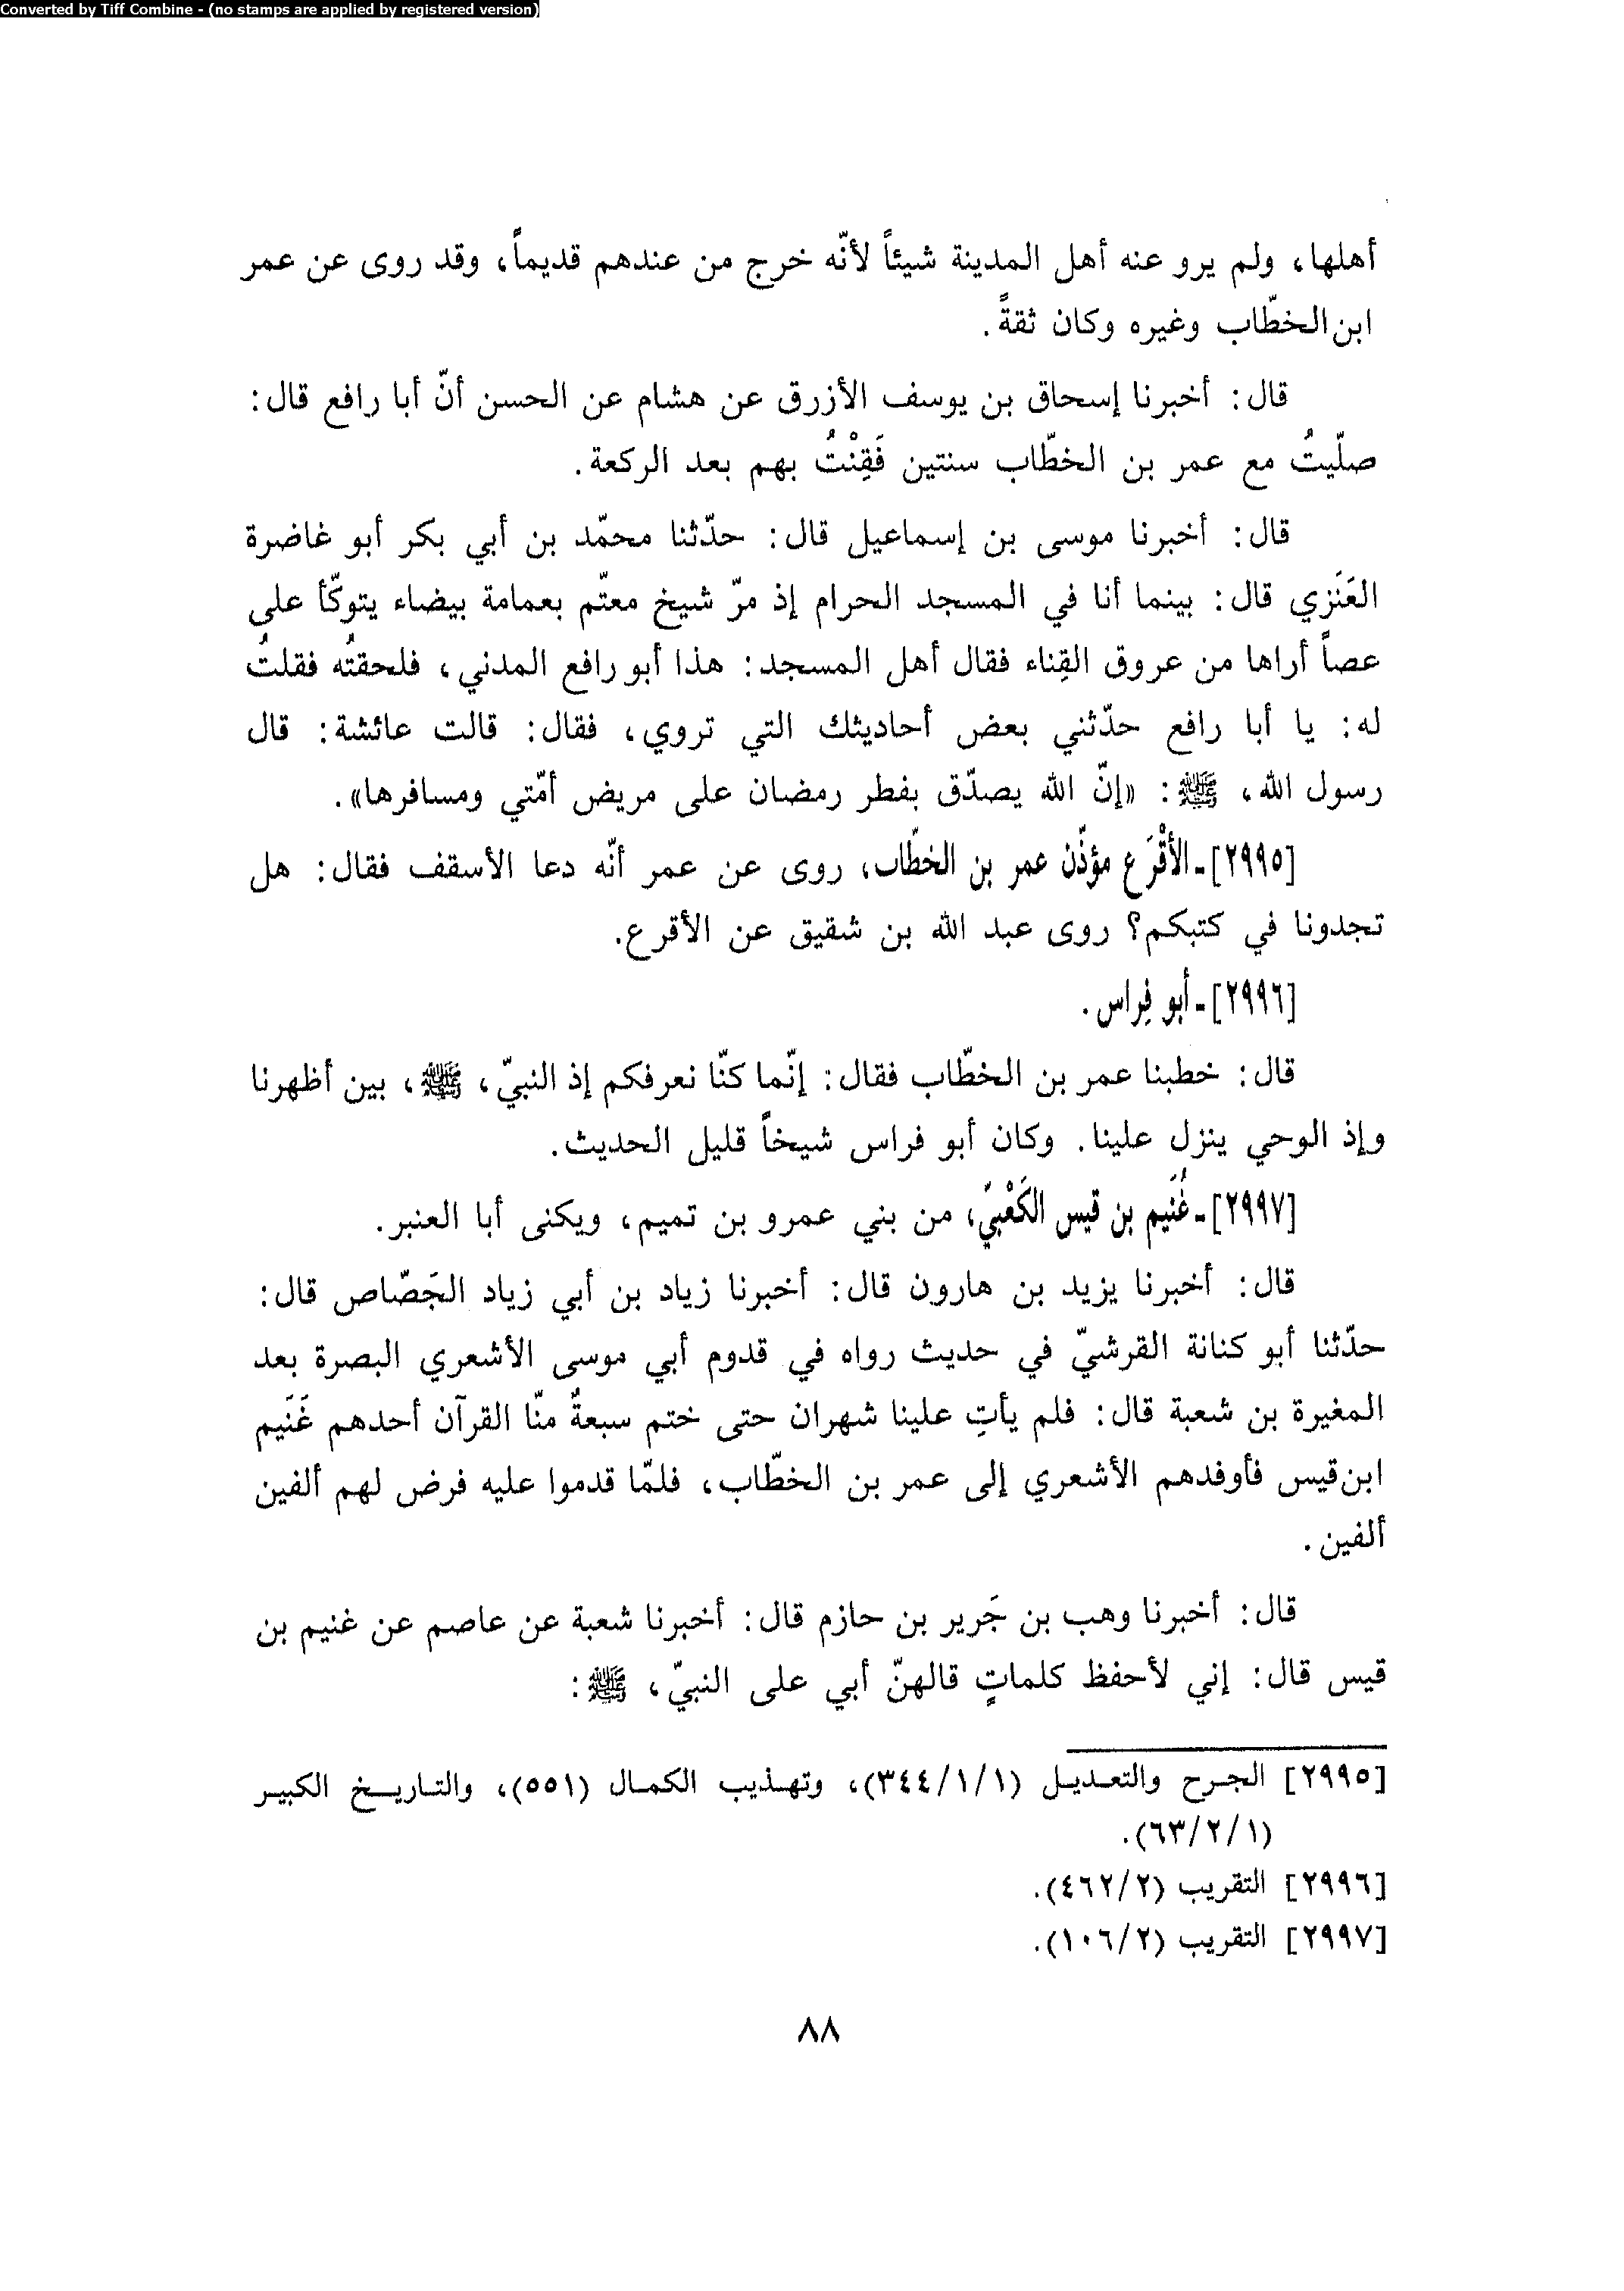 Converted by Tiff Combine - (no stamps are applied by registered version)
أهلها، ولم يرو عنه أهل المدينة شيئاً لأنّه خرج من عندهم قديماً، وقد روى عن عمر
ابن الخطّاب وغيره وكان ثقةً.
قال: أخبرنا إسحاق بن يوسف الأزرق عن هشام عن الحسن أنّ أبا رافع قال:
صلّيتُ مع عمر بن الخطّاب سنتين فَقِنْتُ بهم بعد الركعة.
قال: أخبرنا موسى بن إسماعيل قال: حدّثنا محمّد بن أبي بكر أبو غاضرة
العَنَزي قال: بينما أنا في المسجد الحرام إذ مرّ شيخ معتّم بعمامة بيضاء يتوكّأ على
عصاً أراها من عروق القِناء فقال أهل المسجد: هذا أبو رافع المدني، فلحقتُه فقلتُ
له: يا أبا رافع حدّثني بعض أحاديثك التي تروي، فقال: قالت عائشة: قال
رسول الله، ﷺ: «إنّ الله يصدّق بفطر رمضان على مريض أمّتي ومسافرها».
[٢٩٩٥] - الأقْرَع مؤذّن عمر بن الخطّاب، روى عن عمر أنّه دعا الأسقف فقال: هل
تجدونا في كتبكم؟ روى عبد الله بن شقيق عن الأقرع.
[٢٩٩٦] - أبو فِراس.
قال: خطبنا عمر بن الخطّاب فقال: إنّما كنّا نعرفكم إذ النبيّ، ﷺ، بين أظهرنا
وإذ الوحي ينزل علينا. وكان أبو فراس شيخاً قليل الحديث.
[٢٩٩٧] - غُنَيم بن قيس الكَعْبيّ، من بني عمرو بن تميم، ويكنى أبا العنبر.
قال: أخبرنا يزيد بن هارون قال: أخبرنا زياد بن أبي زياد الجَصّاص قال:
حدّثنا أبو كنانة القرشيّ في حديث رواه في قدوم أبي موسى الأشعري البصرة بعد
المغيرة بن شعبة قال: فلم يأتِ علينا شهران حتى ختم سبعةٌ منّا القرآن أحدهم غَنَيم
ابن قيس فأوفدهم الأشعري إلى عمر بن الخطّاب، فلمّا قدموا عليه فرض لهم ألفين
ألفين.
قال: أخبرنا وهب بن جَرير بن حازم قال: أخبرنا شعبة عن عاصم عن غنيم بن
قيس قال: إني لأحفظ كلماتٍ قالهنّ أبي على النبيّ، ﷺ:
[٢٩٩٥] الجرح والتعديل (٣٤٤/١/١)، وتهذيب الكمال (٥٥١)، والتاريخ الكبير
(٦٣/٢/١).
[٢٩٩٦] التقريب (٤٦٢/٢).
[٢٩٩٧] التقريب (١٠٦/٢).
٨٨